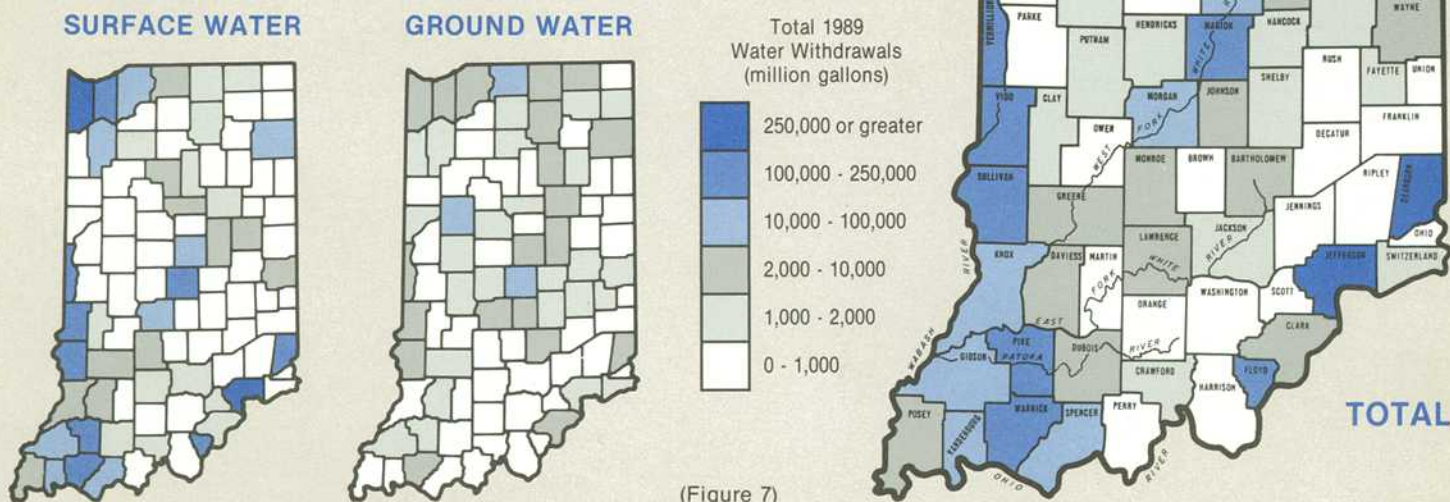 SURFACE WATER
GROUND WATER
Total 1989
Water Withdrawals
(million gallons)
250,000 or greater
100,000 - 250,000
10,000 - 100,000
2,000 - 10,000
1,000 - 2,000
0 - 1,000
(Figure 7)
TOTAL
VERMILLION
PARKE
PUTNAM
HENDRICKS
MARION
HANCOCK
WAYNE
RUSH
FAYETTE
UNION
WHITE
SHELBY
VIGO
CLAY
MORGAN
JOHNSON
FORK
OWEN
FRANKLIN
DECATUR
WEST
MONROE
BROWN
BARTHOLOMEW
SULLIVAN
RIPLEY
DEARBORN
GREENE
JENNINGS
LAWRENCE
JACKSON
RIVER
OHIO
RIVER
KNOX
DAVIESS
MARTIN
WHITE
JEFFERSON
SWITZERLAND
FORK
WASHINGTON
SCOTT
ORANGE
EAST
CLARK
WABASH
PIKE
DUBOIS
RIVER
GIBSON
PATOKA
CRAWFORD
FLOYD
HARRISON
POSEY
VANDERBURG
WARRICK
SPENCER
PERRY
OHIO
RIVER